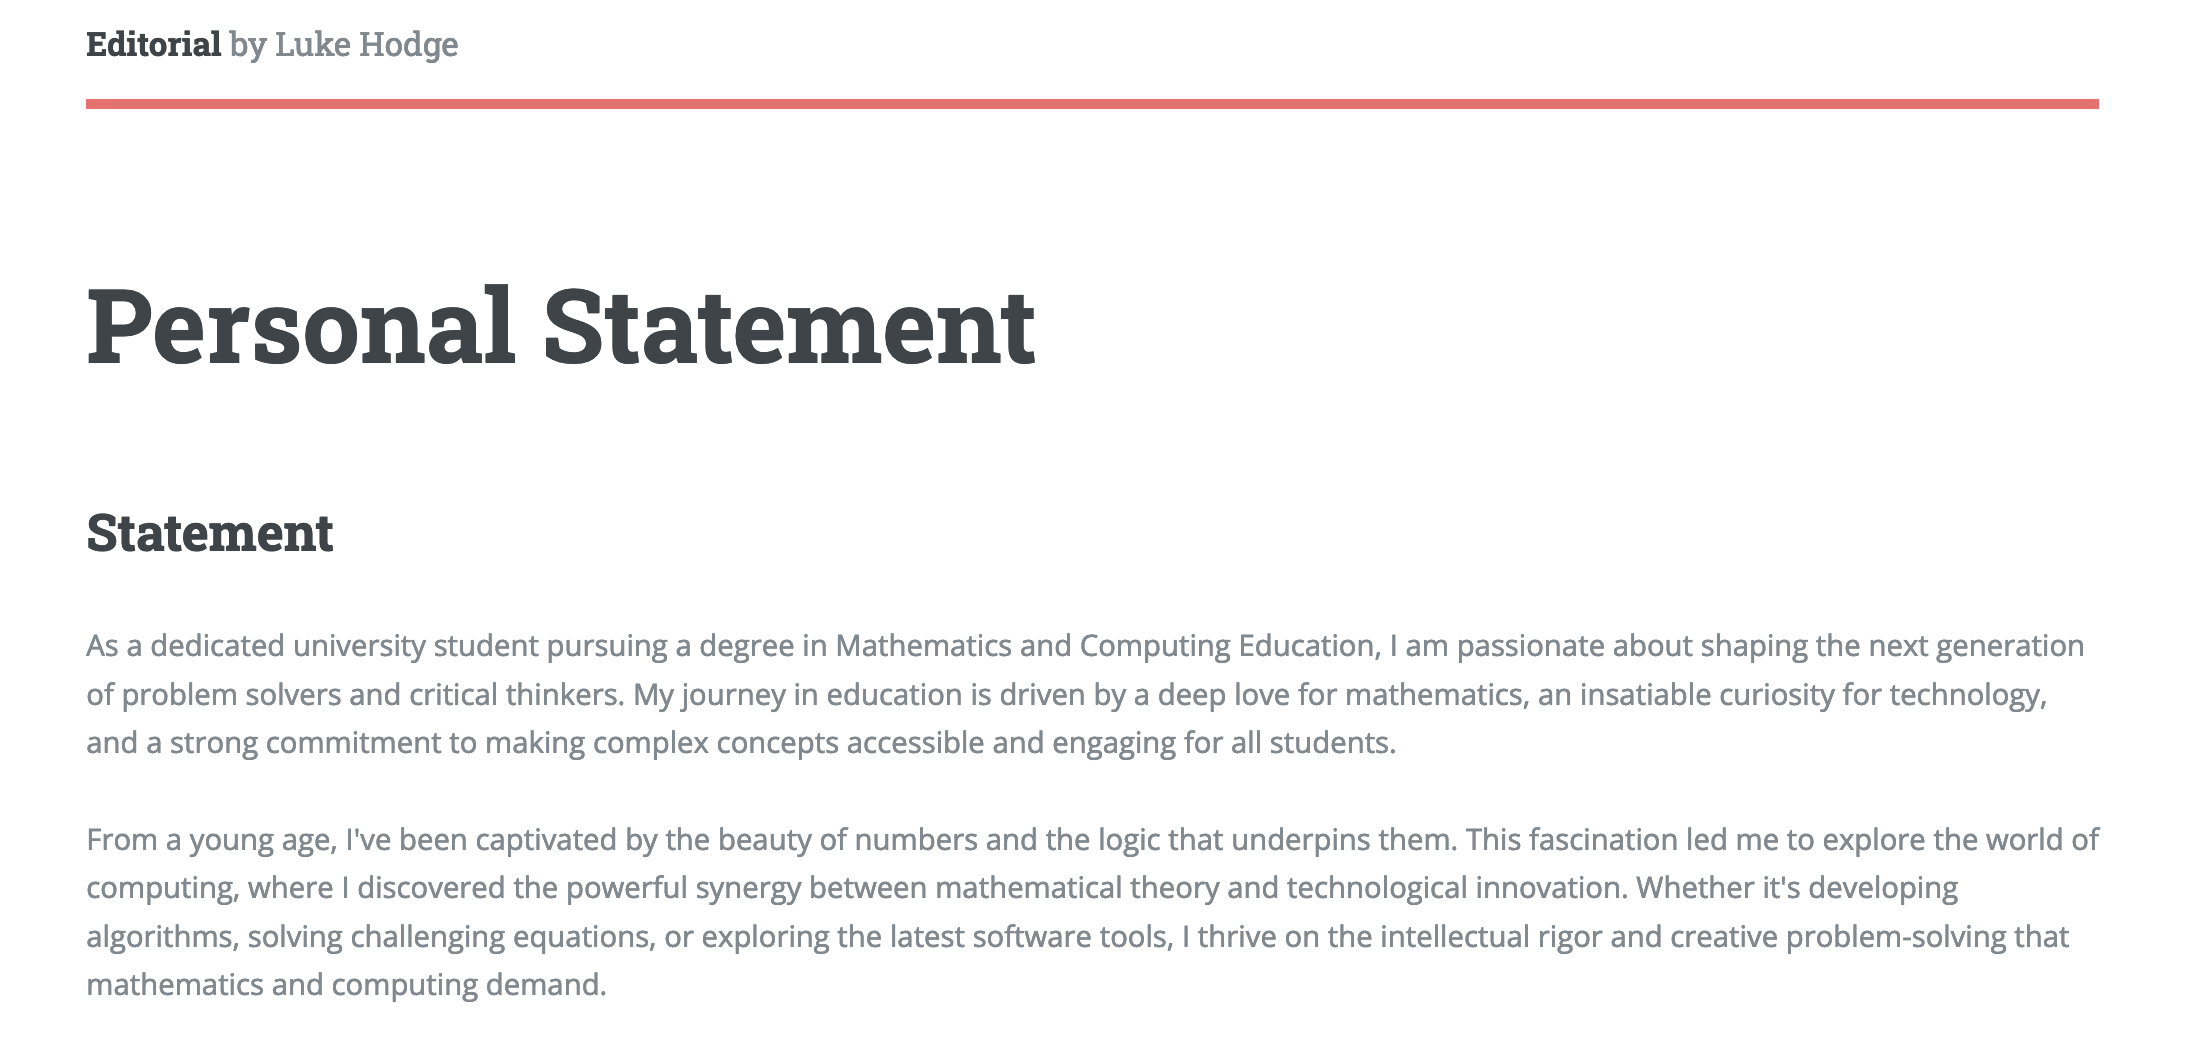 Editorial by Luke Hodge
Personal Statement
Statement
As a dedicated university student pursuing a degree in Mathematics and Computing Education, I am passionate about shaping the next generation
of problem solvers and critical thinkers. My journey in education is driven by a deep love for mathematics, an insatiable curiosity for technology,
and a strong commitment to making complex concepts accessible and engaging for all students.
From a young age, I've been captivated by the beauty of numbers and the logic that underpins them. This fascination led me to explore the world of
computing, where I discovered the powerful synergy between mathematical theory and technological innovation. Whether it's developing
algorithms, solving challenging equations, or exploring the latest software tools, I thrive on the intellectual rigor and creative problem-solving that
mathematics and computing demand.